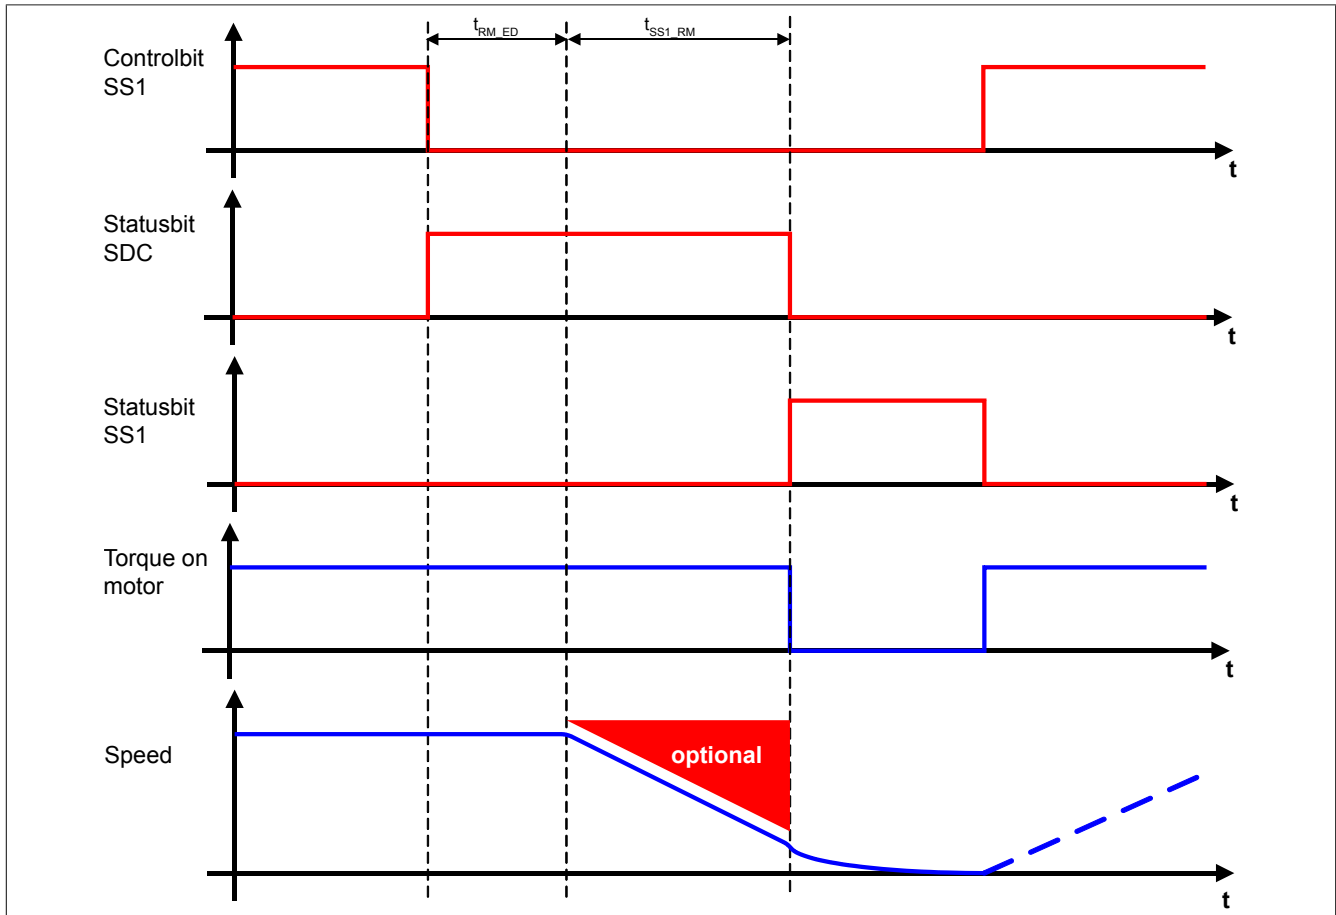 t_RM_ED
t_SS1_RM
Controlbit
SS1
t
Statusbit
SDC
t
Statusbit
SS1
t
Torque on
motor
t
Speed
optional
t